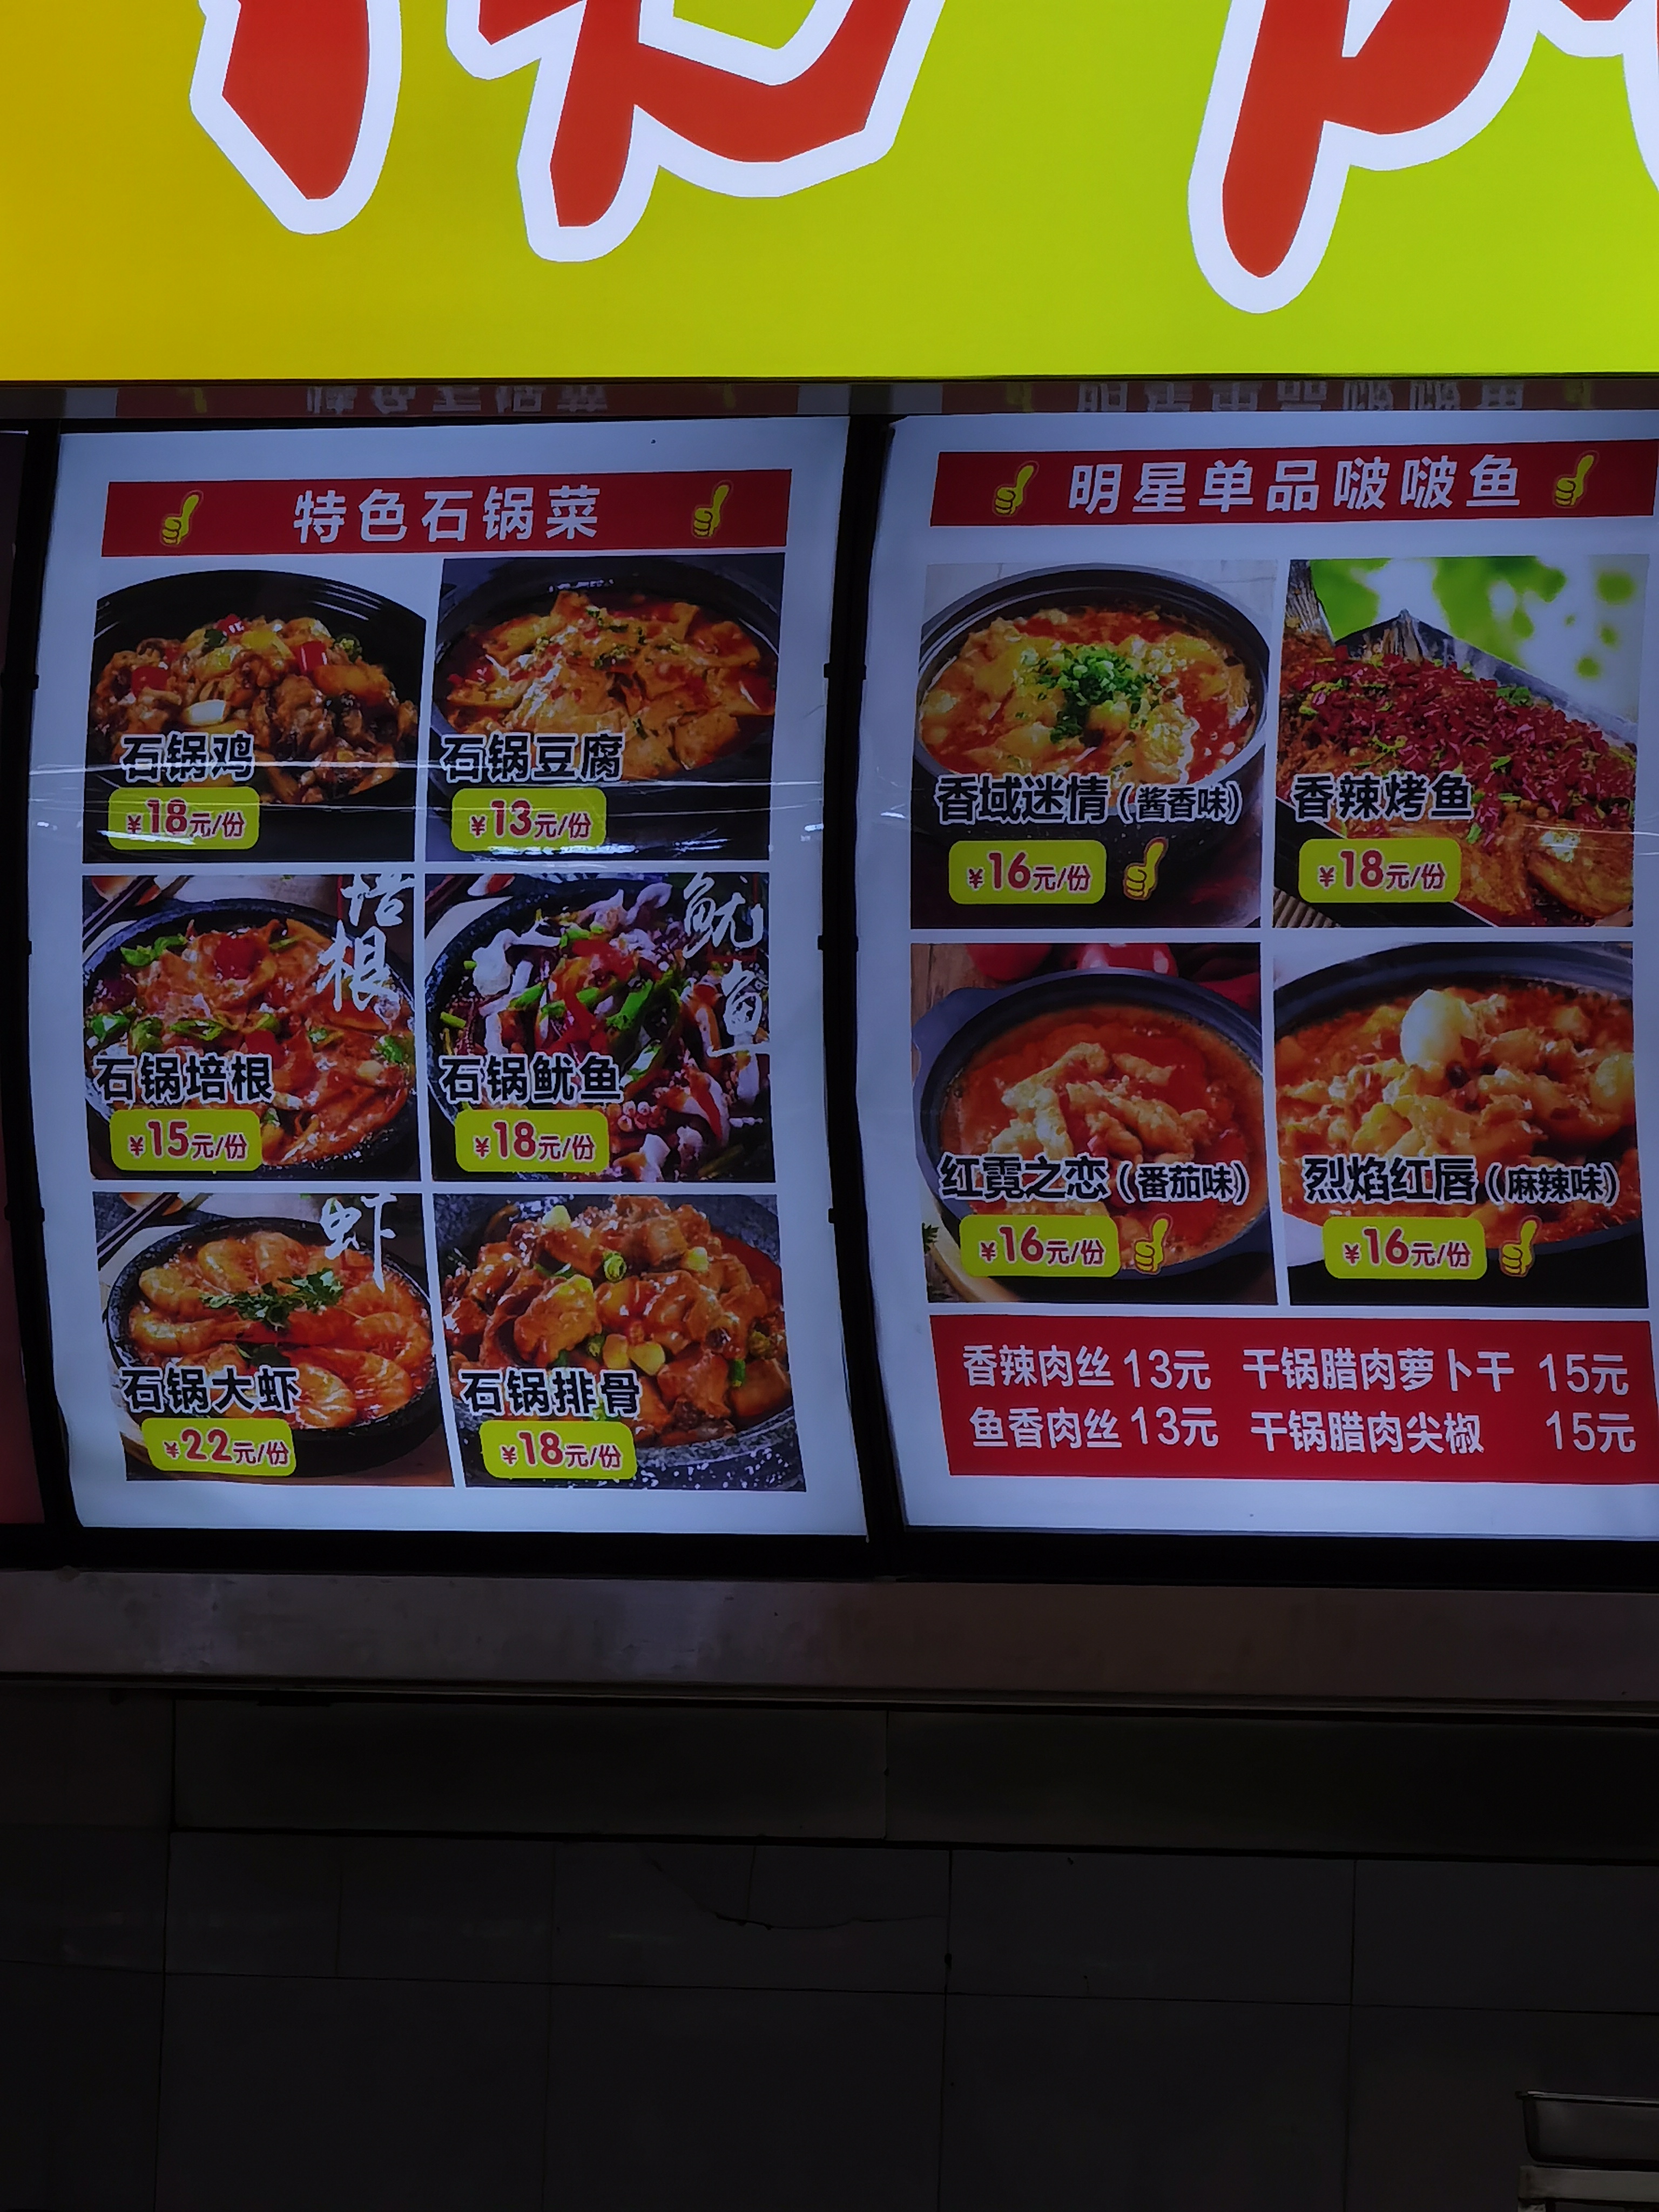 特色石锅菜
石锅鸡
¥18元/份
石锅豆腐
¥13元/份
培根
石锅培根
¥15元/份
鱿鱼
石锅鱿鱼
¥18元/份
虾
石锅大虾
¥22元/份
石锅排骨
¥18元/份
明星单品啵啵鱼
香域迷情(酱香味)
¥16元/份
香辣烤鱼
¥18元/份
红霓之恋(番茄味)
¥16元/份
烈焰红唇(麻辣味)
¥16元/份
香辣肉丝13元 干锅腊肉萝卜干 15元
鱼香肉丝13元 干锅腊肉尖椒 15元